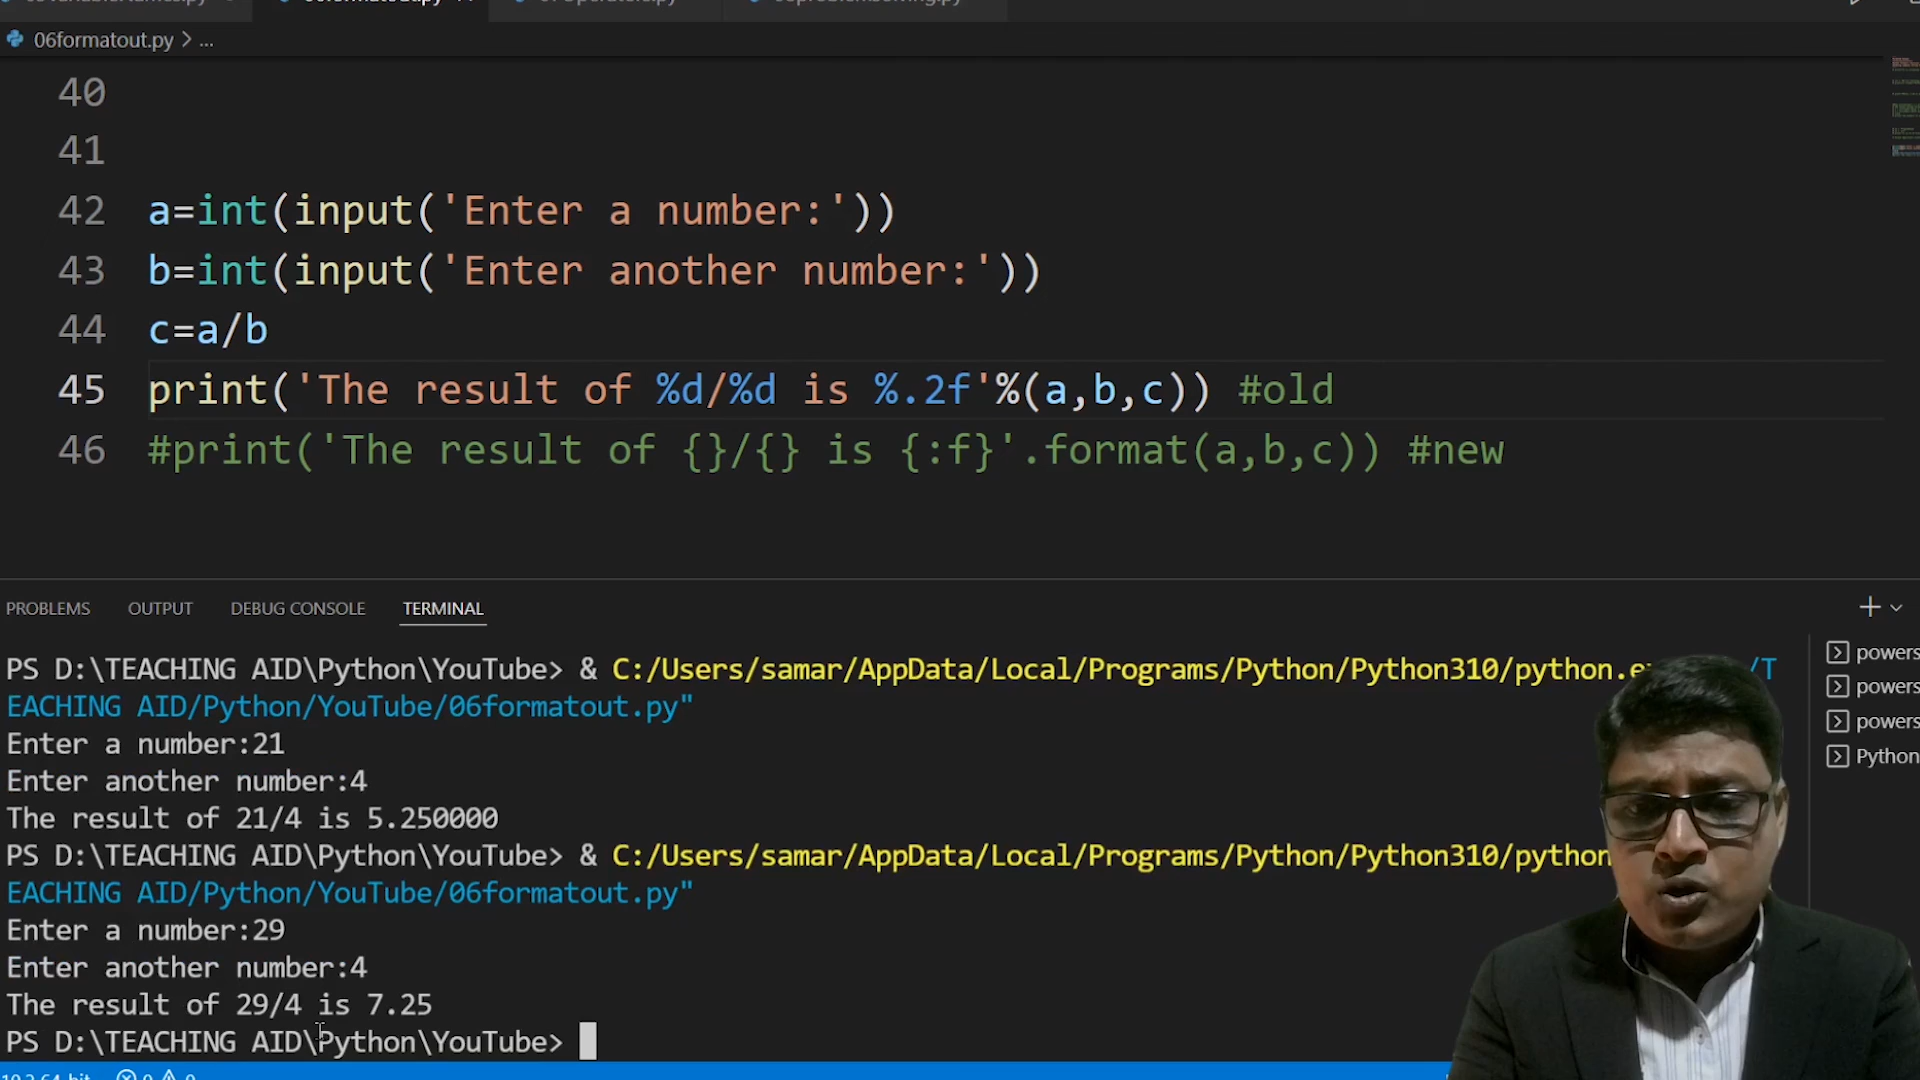 06formatout.py > ...
40
41
42 a=int(input('Enter a number:'))
43 b=int(input('Enter another number:'))
44 c=a/b
45 print('The result of %d/%d is %.2f'%(a,b,c)) #old
46 #print('The result of {}/{} is {:f}'.format(a,b,c)) #new
PROBLEMS OUTPUT DEBUG CONSOLE TERMINAL
PS D:\TEACHING AID\Python\YouTube> & C:/Users/samar/AppData/Local/Programs/Python/Python310/python.e /T
EACHING AID/Python/YouTube/06formatout.py"
Enter a number:21
Enter another number:4
The result of 21/4 is 5.250000
PS D:\TEACHING AID\Python\YouTube> & C:/Users/samar/AppData/Local/Programs/Python/Python310/python
EACHING AID/Python/YouTube/06formatout.py"
Enter a number:29
Enter another number:4
The result of 29/4 is 7.25
PS D:\TEACHING AID\Python\YouTube>
powers
powers
powers
Python